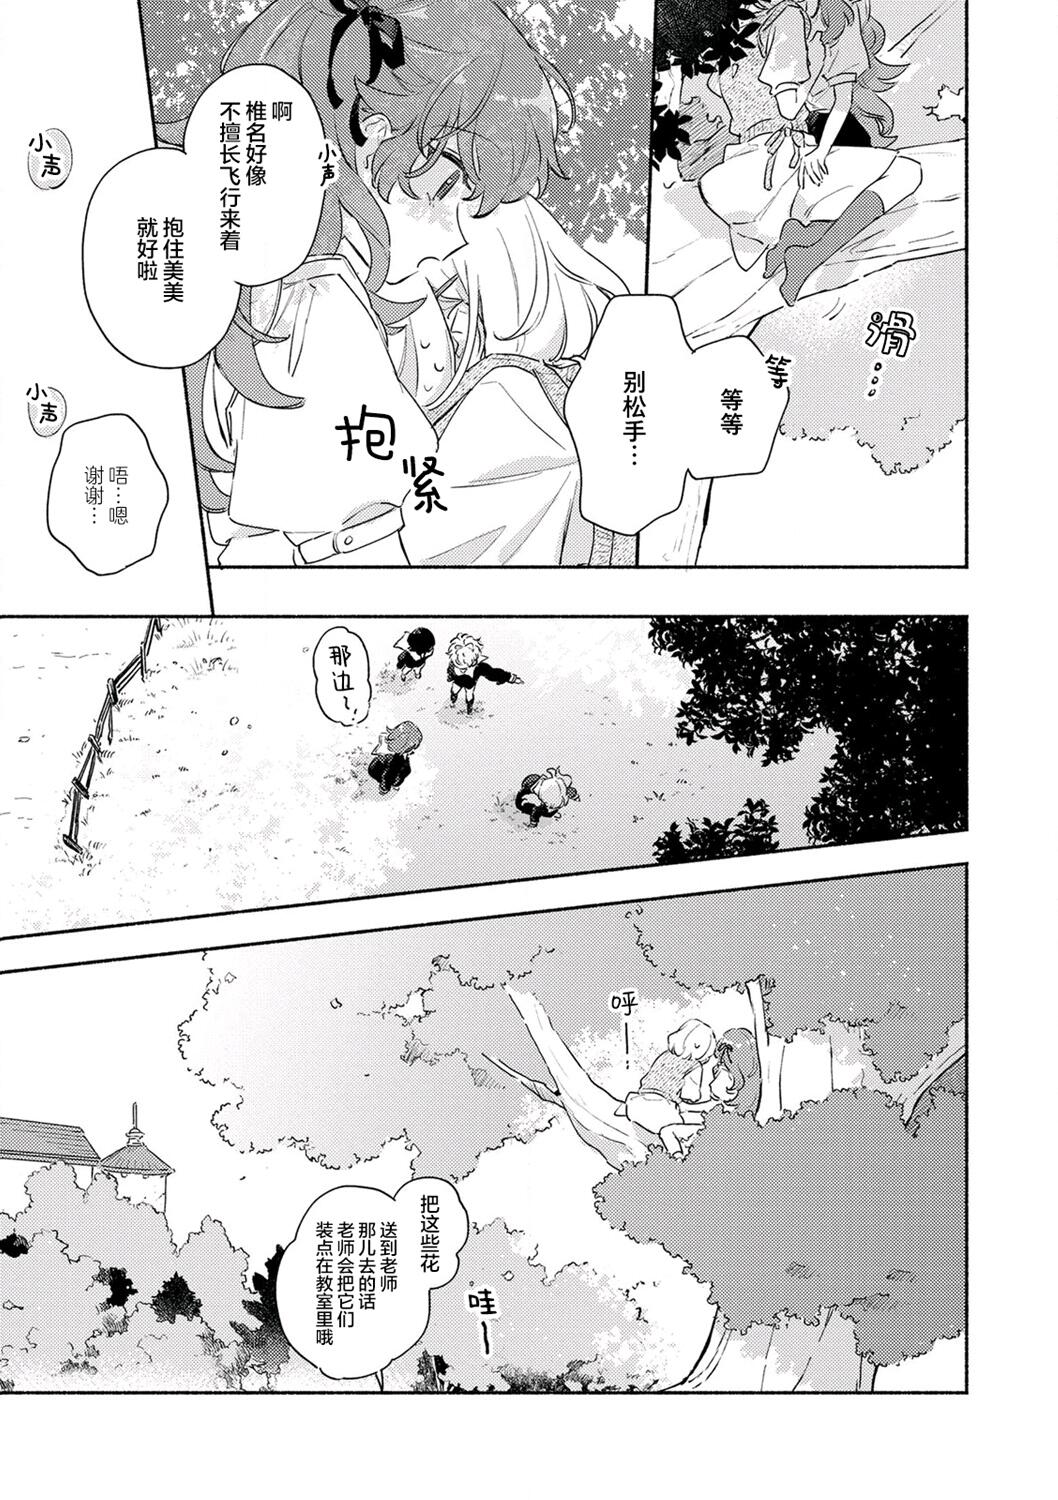 滑…
等
等等
别松手…
啊
椎名好像
不擅长飞行来着
抱住美美
就好啦
小声
小声
抱紧
小声
唔…嗯
谢谢…
那边～
呼——…
把这些花
送到老师
那儿去的话
老师会把它们
装点在教室里哦
哇——